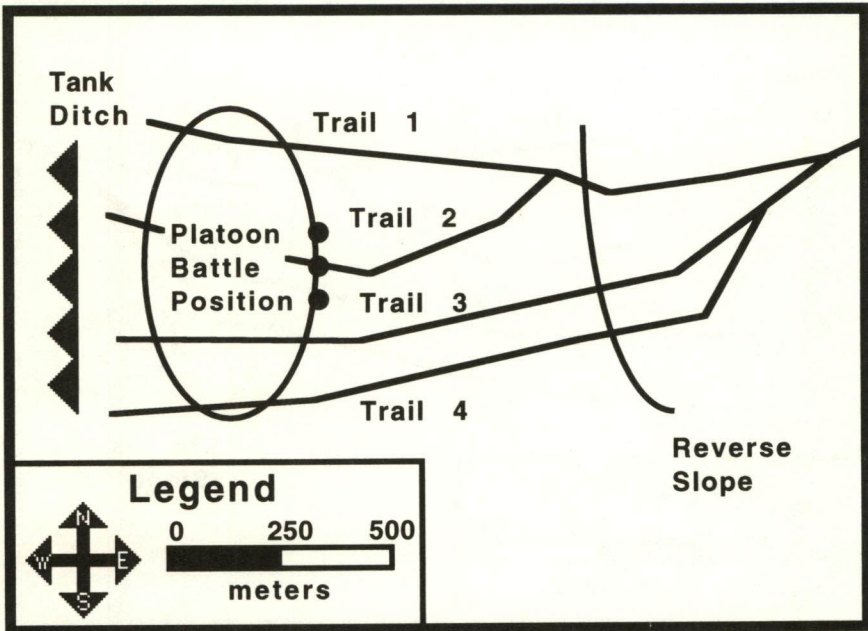 Tank
Ditch
Trail 1
Platoon
Battle
Position
Trail 2
Trail 3
Trail 4
Reverse
Slope
Legend
N
W E
S
0 250 500
meters